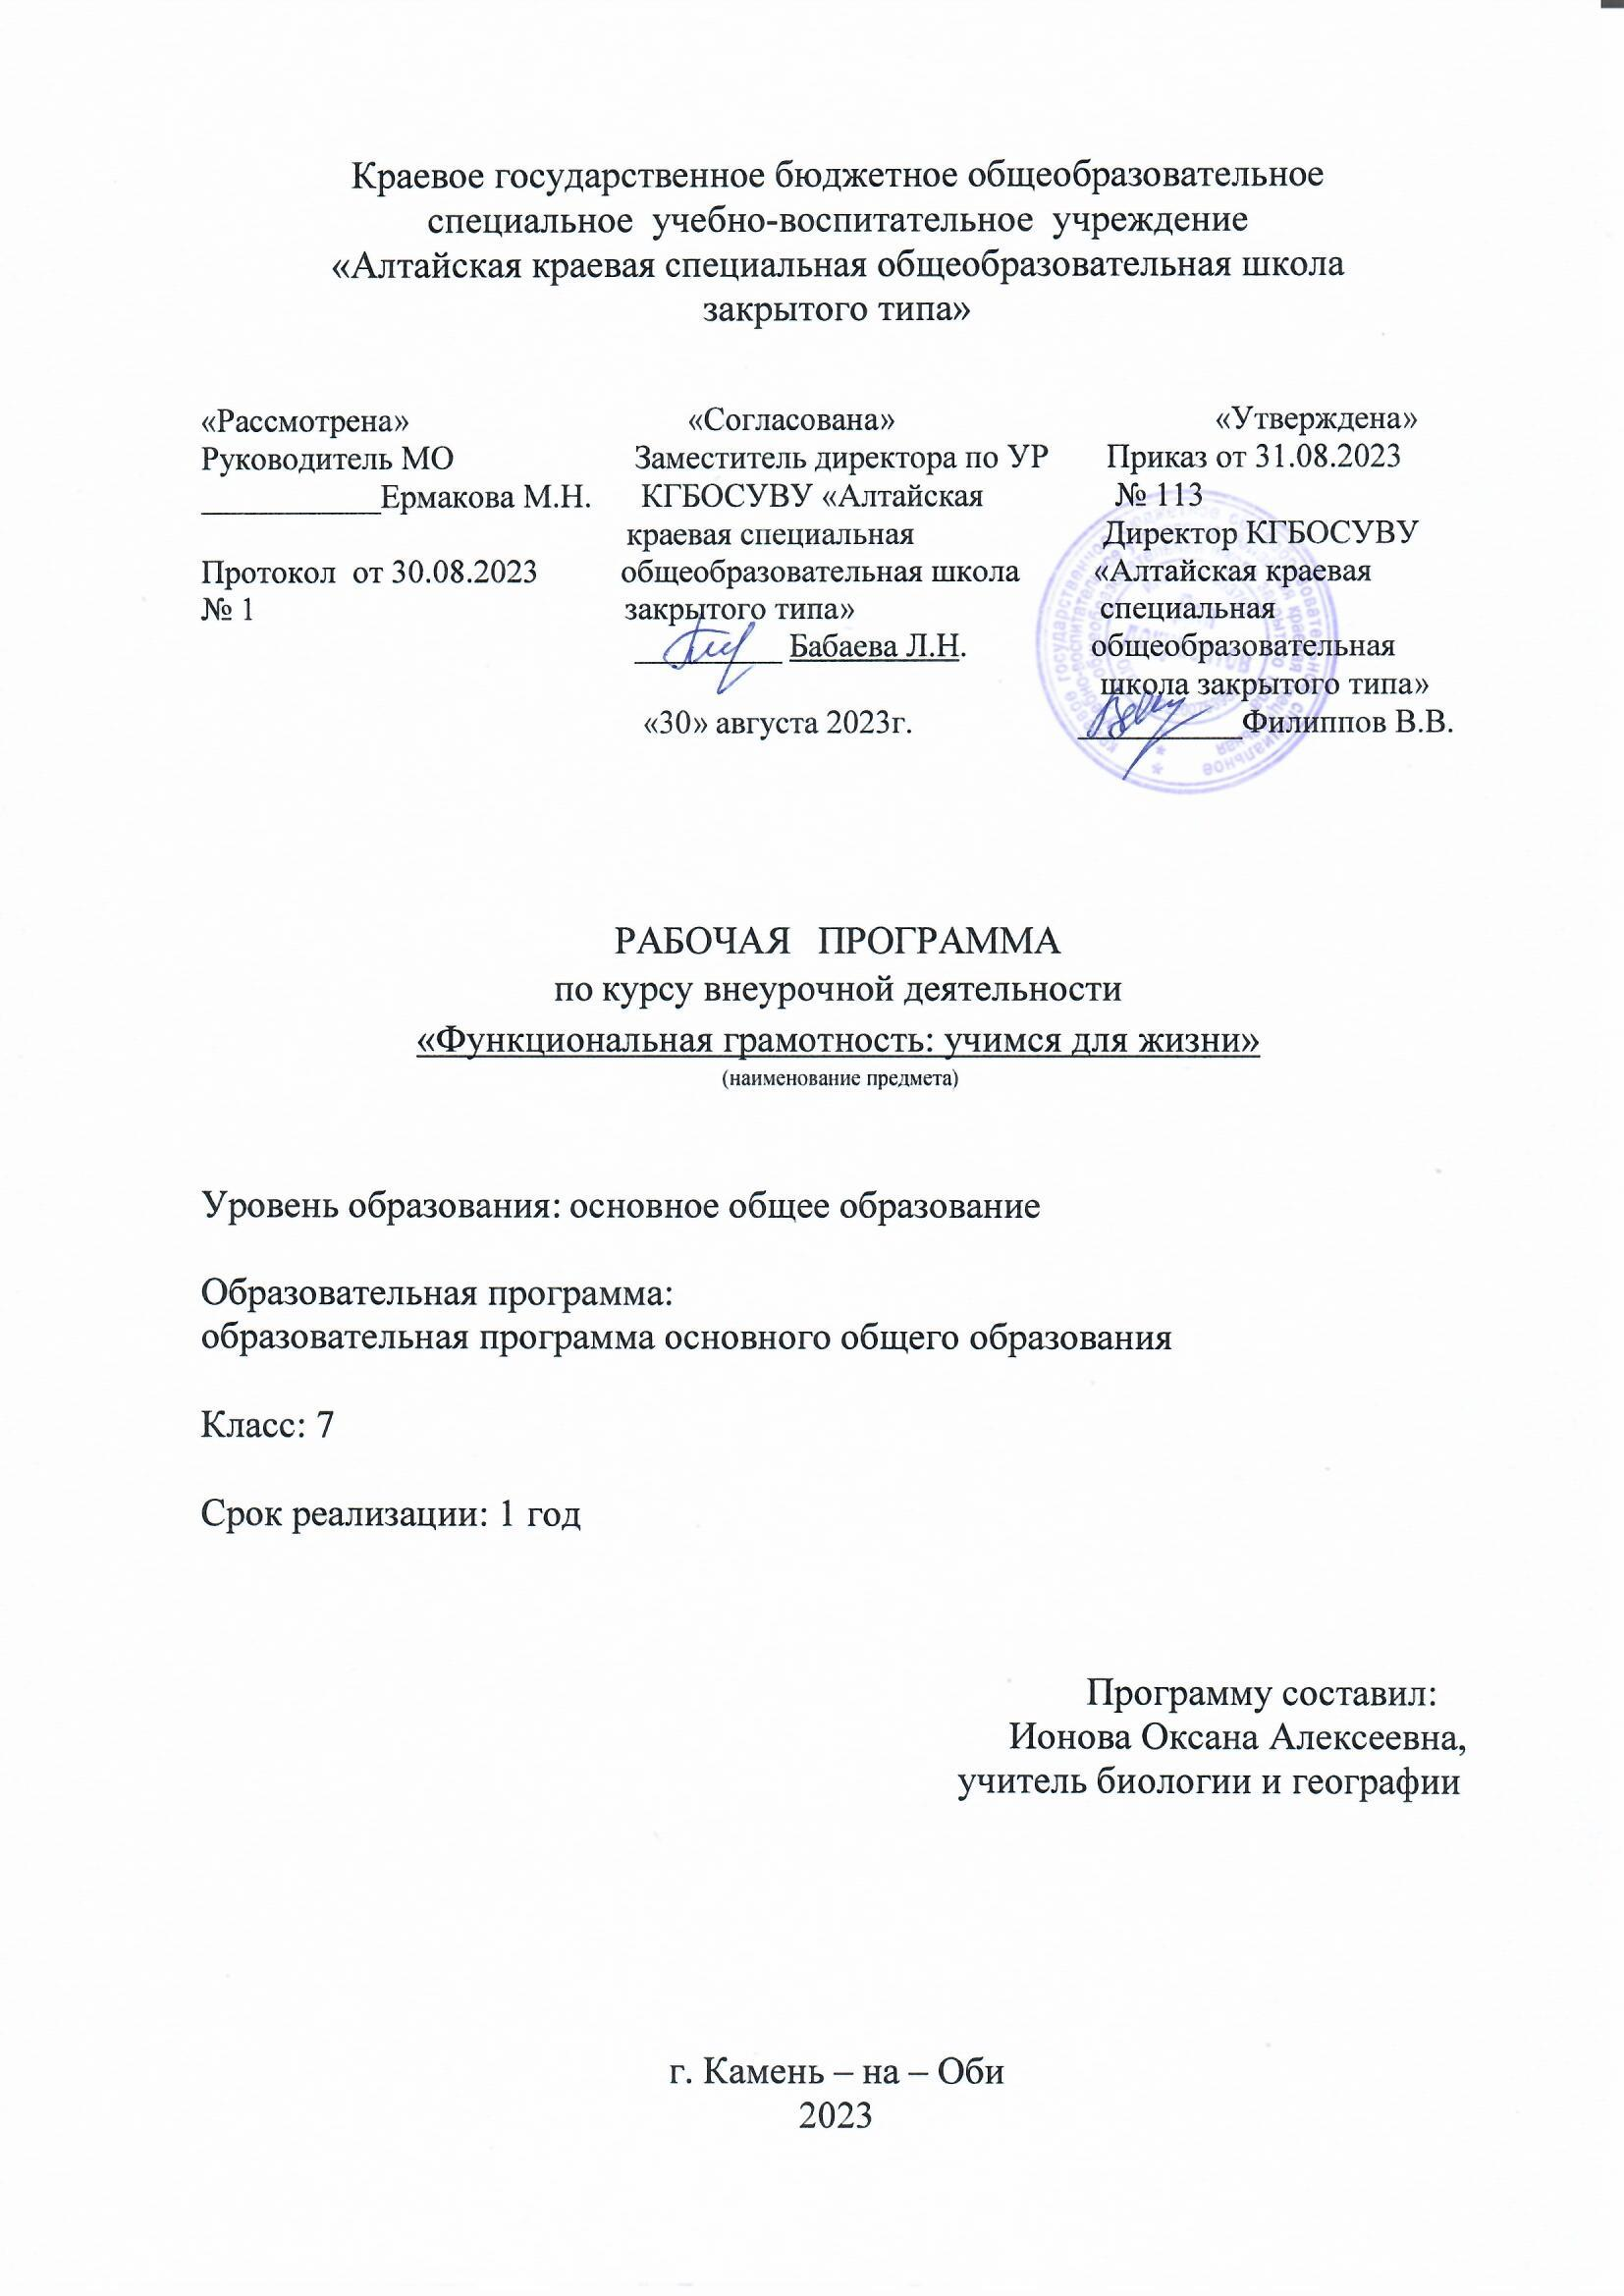 Краевое государственное бюджетное общеобразовательное
специальное учебно-воспитательное учреждение
«Алтайская краевая специальная общеобразовательная школа
закрытого типа»
«Рассмотрена»
Руководитель МО
___________Ермакова М.Н.
Протокол от 30.08.2023
№ 1
«Согласована»
Заместитель директора по УР
КГБОСУВУ «Алтайская
краевая специальная
общеобразовательная школа
закрытого типа»
_________ Бабаева Л.Н.
«30» августа 2023г.
«Утверждена»
Приказ от 31.08.2023
№ 113
Директор КГБОСУВУ
«Алтайская краевая
специальная
общеобразовательная
школа закрытого типа»
__________Филиппов В.В.
РАБОЧАЯ ПРОГРАММА
по курсу внеурочной деятельности
«Функциональная грамотность: учимся для жизни»
(наименование предмета)
Уровень образования: основное общее образование
Образовательная программа:
образовательная программа основного общего образования
Класс: 7
Срок реализации: 1 год
Программу составил:
Ионова Оксана Алексеевна,
учитель биологии и географии
г. Камень – на – Оби
2023